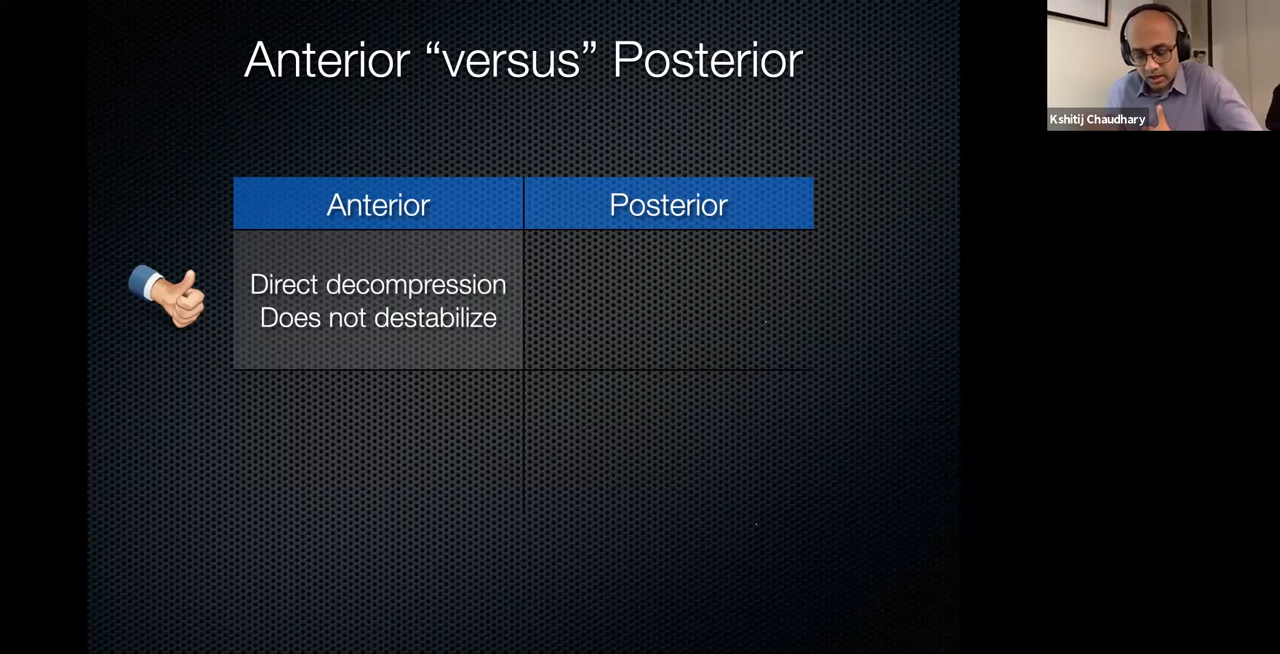 Anterior “versus” Posterior
Kshitij Chaudhary
Anterior
Posterior
Direct decompression
Does not destabilize